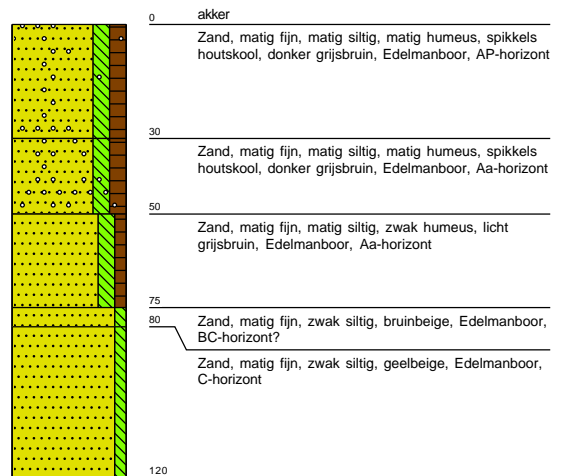 0 akker
Zand, matig fijn, matig siltig, matig humeus, spikkels
houtskool, donker grijsbruin, Edelmanboor, AP-horizont
30
Zand, matig fijn, matig siltig, matig humeus, spikkels
houtskool, donker grijsbruin, Edelmanboor, Aa-horizont
50
Zand, matig fijn, matig siltig, zwak humeus, licht
grijsbruin, Edelmanboor, Aa-horizont
75
80
Zand, matig fijn, zwak siltig, bruinbeige, Edelmanboor,
BC-horizont?
Zand, matig fijn, zwak siltig, geelbeige, Edelmanboor,
C-horizont
120